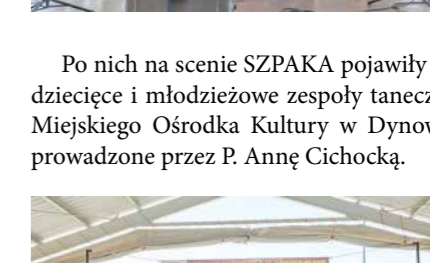 Po nich na scenie SZPAKA pojawiły
dziecięce i młodzieżowe zespoły tanecz
Miejskiego Ośrodka Kultury w Dynow
prowadzone przez P. Annę Cichocką.